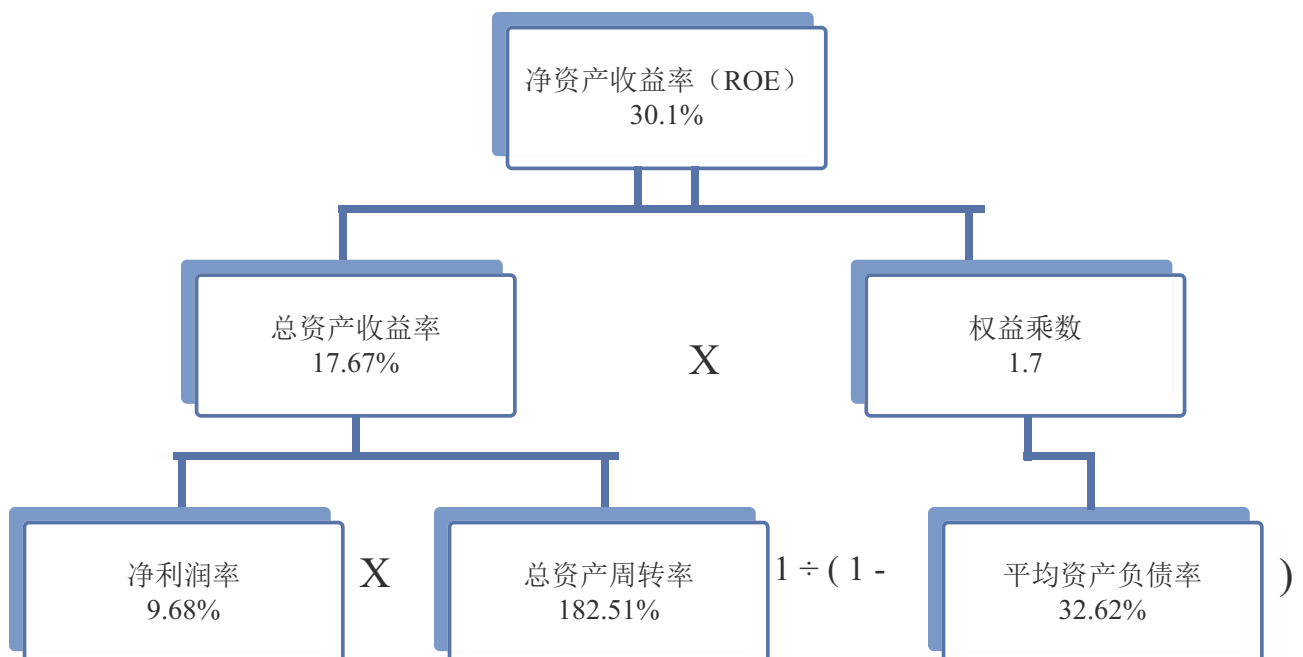 净资产收益率（ROE）
30.1%
总资产收益率
17.67%
X
权益乘数
1.7
净利润率
9.68%
X
总资产周转率
182.51%
1 ÷ ( 1 -
平均资产负债率
32.62%
)